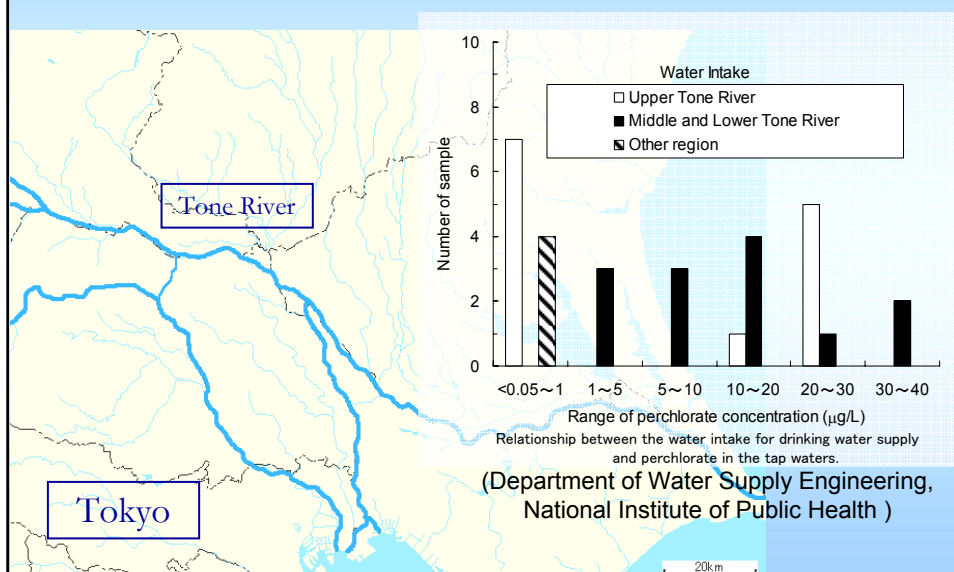 Tone River
Tokyo
20km
10
8
6
4
2
0
Number of sample
Water Intake
Upper Tone River
Middle and Lower Tone River
Other region
<0.05～1 1～5 5～10 10～20 20～30 30～40
Range of perchlorate concentration (μg/L)
Relationship between the water intake for drinking water supply
and perchlorate in the tap waters.
(Department of Water Supply Engineering,
National Institute of Public Health )